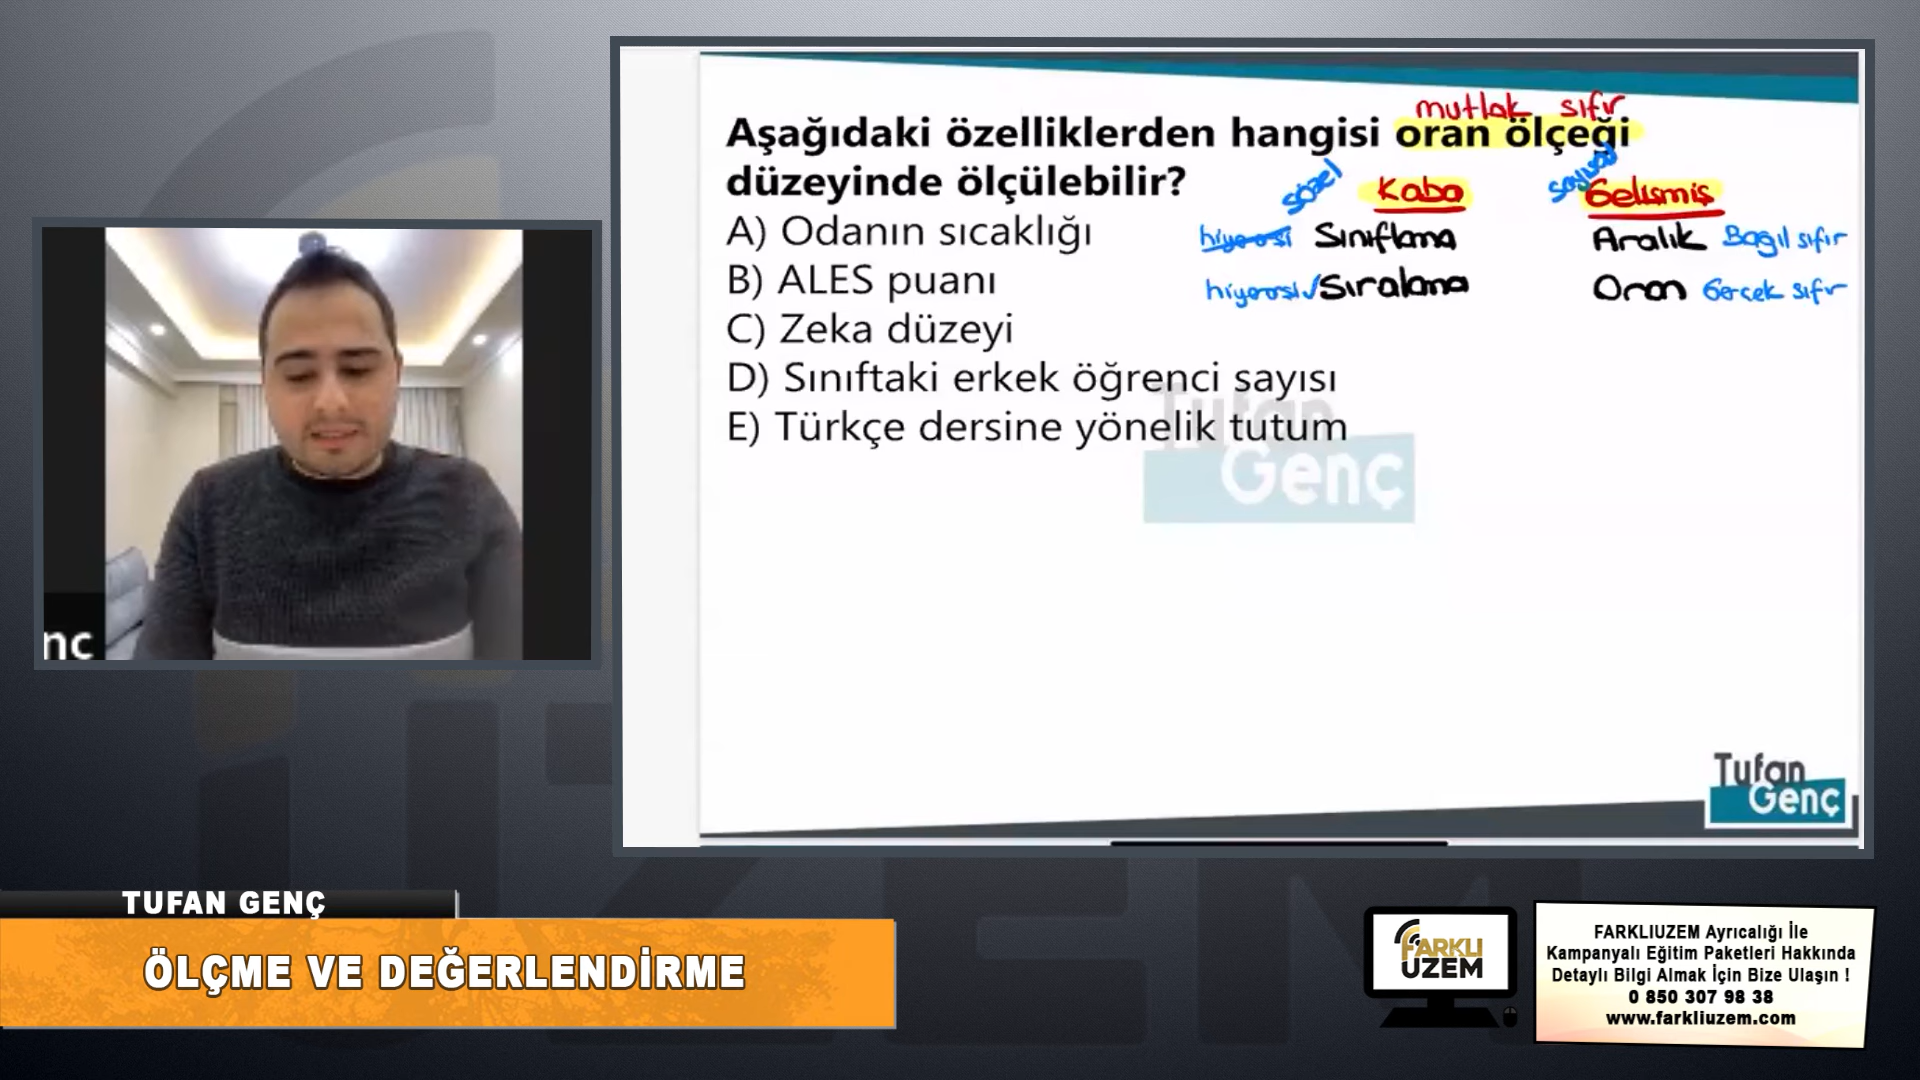 mutlak sıfır
Aşağıdaki özelliklerden hangisi oran ölçeği
düzeyinde ölçülebilir?
sözel Kaba sayısal Gelişmiş
A) Odanın sıcaklığı
hiyerarşi Sınıflama Aralık Bağıl sıfır
B) ALES puanı
hiyerarşi✓ Sıralama Oran Gerçek sıfır
C) Zeka düzeyi
D) Sınıftaki erkek öğrenci sayısı
E) Türkçe dersine yönelik tutum
Tufan
Genç
nç
Tufan
Genç
TUFAN GENÇ
ÖLÇME VE DEĞERLENDİRME
FARKLI
UZEM
FARKLIUZEM Ayrıcalığı İle
Kampanyalı Eğitim Paketleri Hakkında
Detaylı Bilgi Almak İçin Bize Ulaşın !
0 850 307 98 38
www.farkliuzem.com